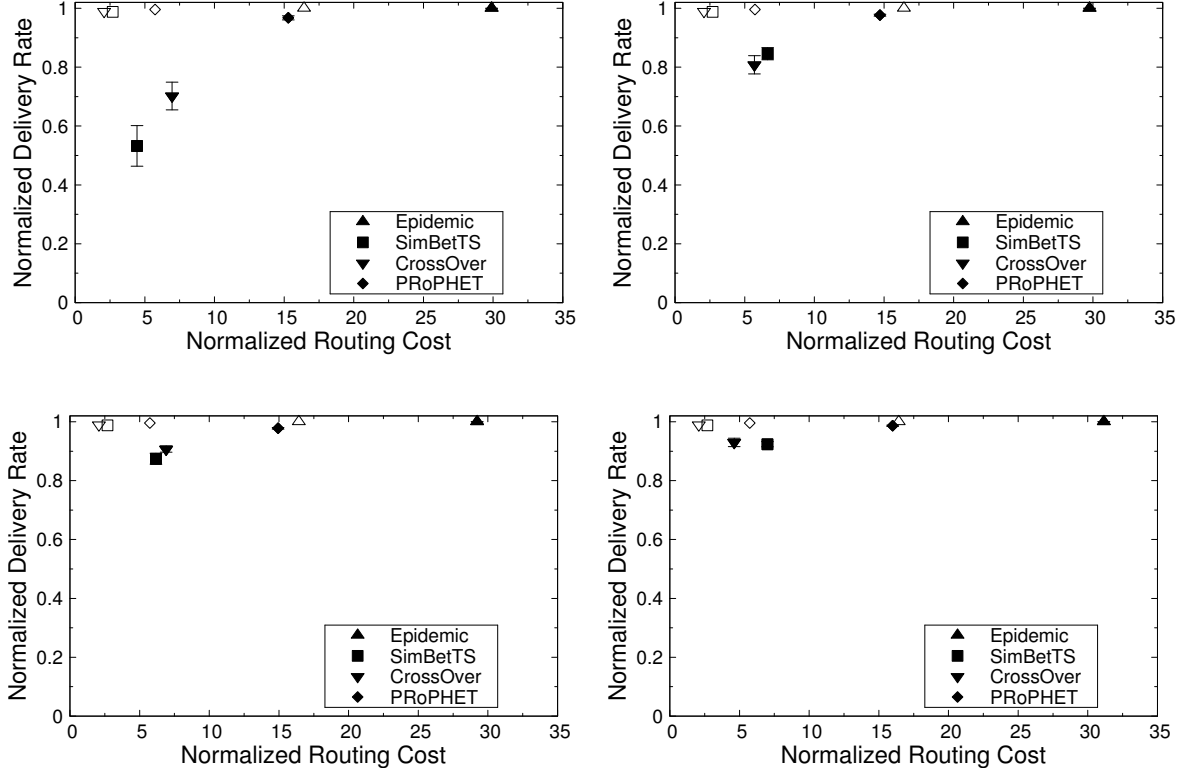 1
0.8
0.6
0.4
0.2
0
Normalized Delivery Rate
Epidemic
SimBetTS
CrossOver
PRoPHET
0 5 10 15 20 25 30 35
Normalized Routing Cost
1
0.8
0.6
0.4
0.2
0
Normalized Delivery Rate
Epidemic
SimBetTS
CrossOver
PRoPHET
0 5 10 15 20 25 30 35
Normalized Routing Cost
1
0.8
0.6
0.4
0.2
0
Normalized Delivery Rate
Epidemic
SimBetTS
CrossOver
PRoPHET
0 5 10 15 20 25 30 35
Normalized Routing Cost
1
0.8
0.6
0.4
0.2
0
Normalized Delivery Rate
Epidemic
SimBetTS
CrossOver
PRoPHET
0 5 10 15 20 25 30 35
Normalized Routing Cost